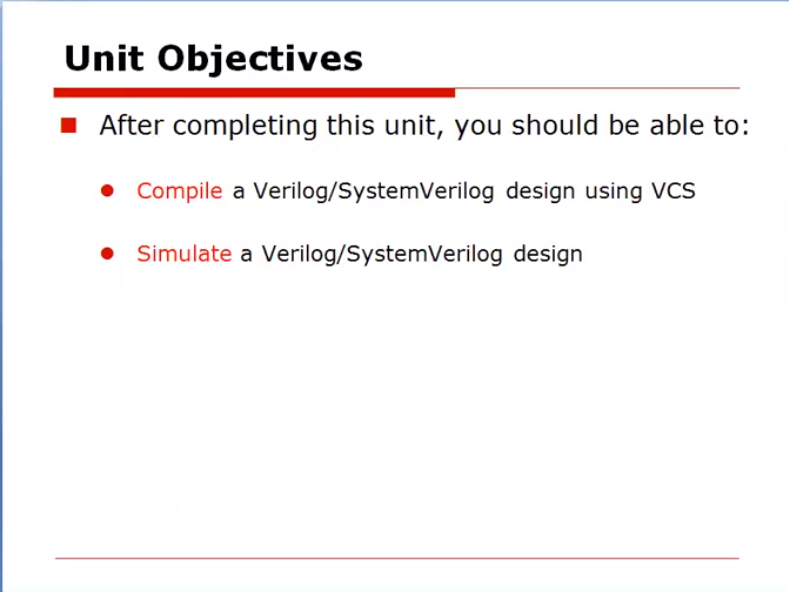 Unit Objectives
After completing this unit, you should be able to:
Compile a Verilog/SystemVerilog design using VCS
Simulate a Verilog/SystemVerilog design